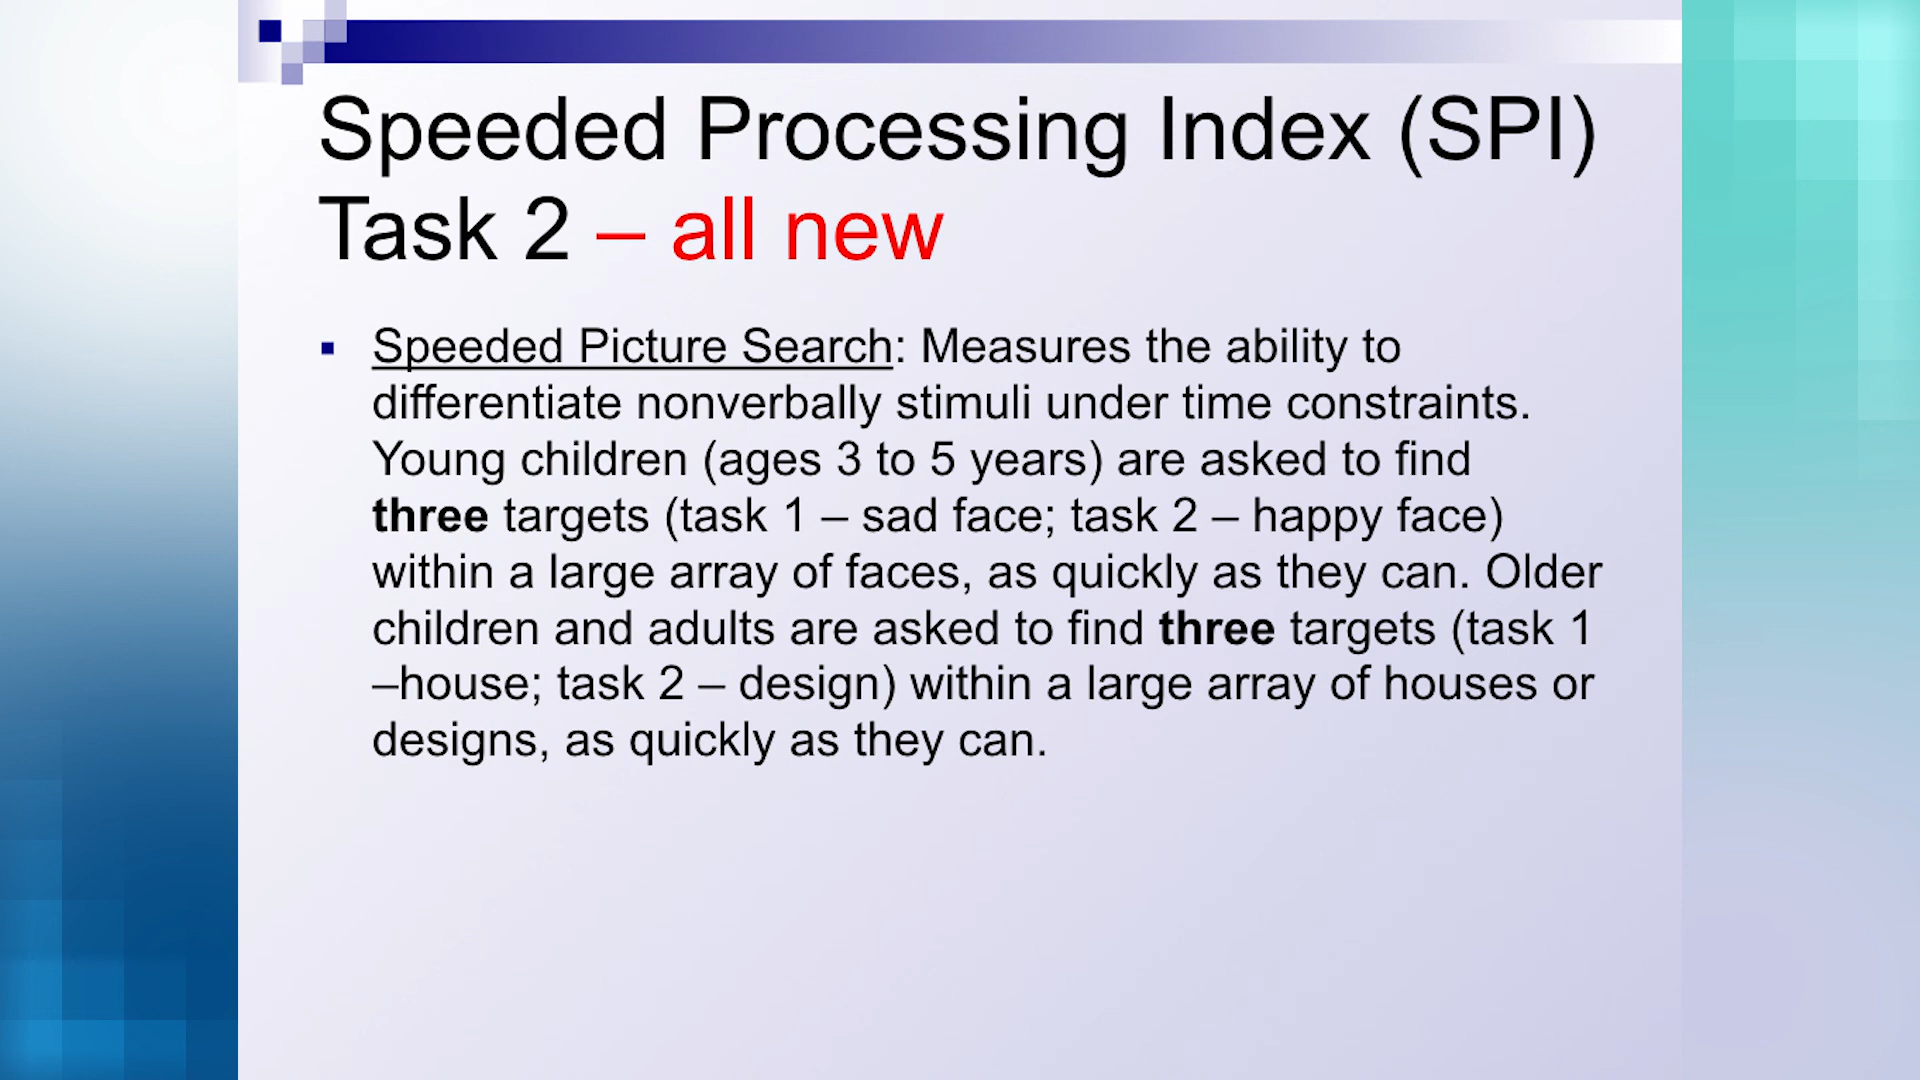 Speeded Processing Index (SPI)
Task 2 – all new
▪ Speeded Picture Search: Measures the ability to
differentiate nonverbally stimuli under time constraints.
Young children (ages 3 to 5 years) are asked to find
three targets (task 1 – sad face; task 2 – happy face)
within a large array of faces, as quickly as they can. Older
children and adults are asked to find three targets (task 1
–house; task 2 – design) within a large array of houses or
designs, as quickly as they can.